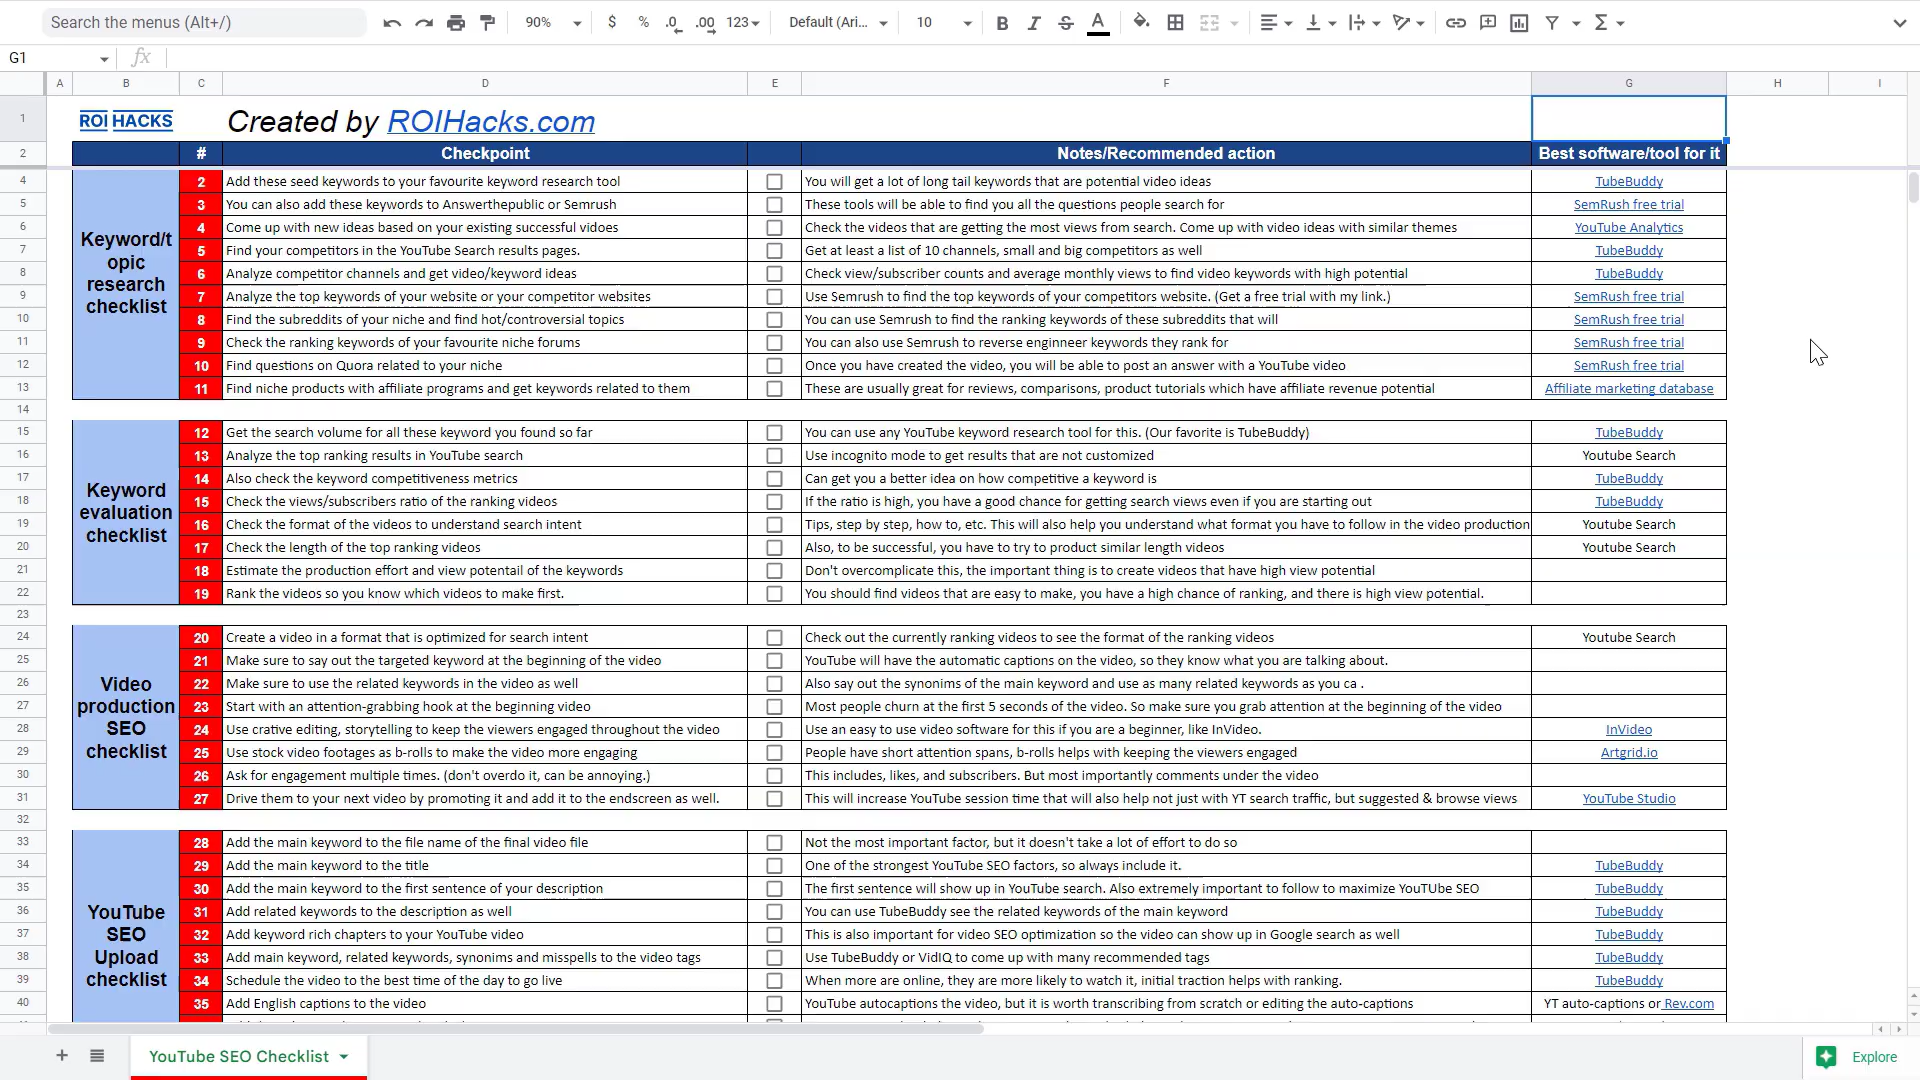 Search the menus (Alt+/)
90%
$ % .0 .00 123
Default (Ari...
10
B I S A
G1
fx
A B C D E F G H I
1 ROI HACKS Created by ROIHacks.com
2 # Checkpoint Notes/Recommended action Best software/tool for it
Keyword/t
opic
research
checklist
4 2 Add these seed keywords to your favourite keyword research tool You will get a lot of long tail keywords that are potential video ideas TubeBuddy
5 3 You can also add these keywords to Answerthepublic or Semrush These tools will be able to find you all the questions people search for SemRush free trial
6 4 Come up with new ideas based on your existing successful vidoes Check the videos that are getting the most views from search. Come up with video ideas with similar themes YouTube Analytics
7 5 Find your competitors in the YouTube Search results pages. Get at least a list of 10 channels, small and big competitors as well TubeBuddy
8 6 Analyze competitor channels and get video/keyword ideas Check view/subscriber counts and average monthly views to find video keywords with high potential TubeBuddy
9 7 Analyze the top keywords of your website or your competitor websites Use Semrush to find the top keywords of your competitors website. (Get a free trial with my link.) SemRush free trial
10 8 Find the subreddits of your niche and find hot/controversial topics You can use Semrush to find the ranking keywords of these subreddits that will SemRush free trial
11 9 Check the ranking keywords of your favourite niche forums You can also use Semrush to reverse enginneer keywords they rank for SemRush free trial
12 10 Find questions on Quora related to your niche Once you have created the video, you will be able to post an answer with a YouTube video SemRush free trial
13 11 Find niche products with affiliate programs and get keywords related to them These are usually great for reviews, comparisons, product tutorials which have affiliate revenue potential Affiliate marketing database
14
Keyword
evaluation
checklist
15 12 Get the search volume for all these keyword you found so far You can use any YouTube keyword research tool for this. (Our favorite is TubeBuddy) TubeBuddy
16 13 Analyze the top ranking results in YouTube search Use incognito mode to get results that are not customized Youtube Search
17 14 Also check the keyword competitiveness metrics Can get you a better idea on how competitive a keyword is TubeBuddy
18 15 Check the views/subscribers ratio of the ranking videos If the ratio is high, you have a good chance for getting search views even if you are starting out TubeBuddy
19 16 Check the format of the videos to understand search intent Tips, step by step, how to, etc. This will also help you understand what format you have to follow in the video production Youtube Search
20 17 Check the length of the top ranking videos Also, to be successful, you have to try to product similar length videos Youtube Search
21 18 Estimate the production effort and view potentail of the keywords Don't overcomplicate this, the important thing is to create videos that have high view potential
22 19 Rank the videos so you know which videos to make first. You should find videos that are easy to make, you have a high chance of ranking, and there is high view potential.
23
Video
production
SEO
checklist
24 20 Create a video in a format that is optimized for search intent Check out the currently ranking videos to see the format of the ranking videos Youtube Search
25 21 Make sure to say out the targeted keyword at the beginning of the video YouTube will have the automatic captions on the video, so they know what you are talking about.
26 22 Make sure to use the related keywords in the video as well Also say out the synonims of the main keyword and use as many related keywords as you ca .
27 23 Start with an attention-grabbing hook at the beginning video Most people churn at the first 5 seconds of the video. So make sure you grab attention at the beginning of the video
28 24 Use crative editing, storytelling to keep the viewers engaged throughout the video Use an easy to use video software for this if you are a beginner, like InVideo. InVideo
29 25 Use stock video footages as b-rolls to make the video more engaging People have short attention spans, b-rolls helps with keeping the viewers engaged Artgrid.io
30 26 Ask for engagement multiple times. (don't overdo it, can be annoying.) This includes, likes, and subscribers. But most importantly comments under the video
31 27 Drive them to your next video by promoting it and add it to the endscreen as well. This will increase YouTube session time that will also help not just with YT search traffic, but suggested & browse views YouTube Studio
32
YouTube
SEO
Upload
checklist
33 28 Add the main keyword to the file name of the final video file Not the most important factor, but it doesn't take a lot of effort to do so
34 29 Add the main keyword to the title One of the strongest YouTube SEO factors, so always include it. TubeBuddy
35 30 Add the main keyword to the first sentence of your description The first sentence will show up in YouTube search. Also extremely important to follow to maximize YouTUBE SEO TubeBuddy
36 31 Add related keywords to the description as well You can use TubeBuddy see the related keywords of the main keyword TubeBuddy
37 32 Add keyword rich chapters to your YouTube video This is also important for video SEO optimization so the video can show up in Google search as well TubeBuddy
38 33 Add main keyword, related keywords, synonyms and misspells to the video tags Use TubeBuddy or VidIQ to come up with many recommended tags TubeBuddy
39 34 Schedule the video to the best time of the day to go live When more are online, they are more likely to watch it, initial traction helps with ranking. TubeBuddy
40 35 Add English captions to the video YouTube autocaptions the video, but it is worth transcribing from scratch or editing the auto-captions YT auto-captions or Rev.com
YouTube SEO Checklist
Explore